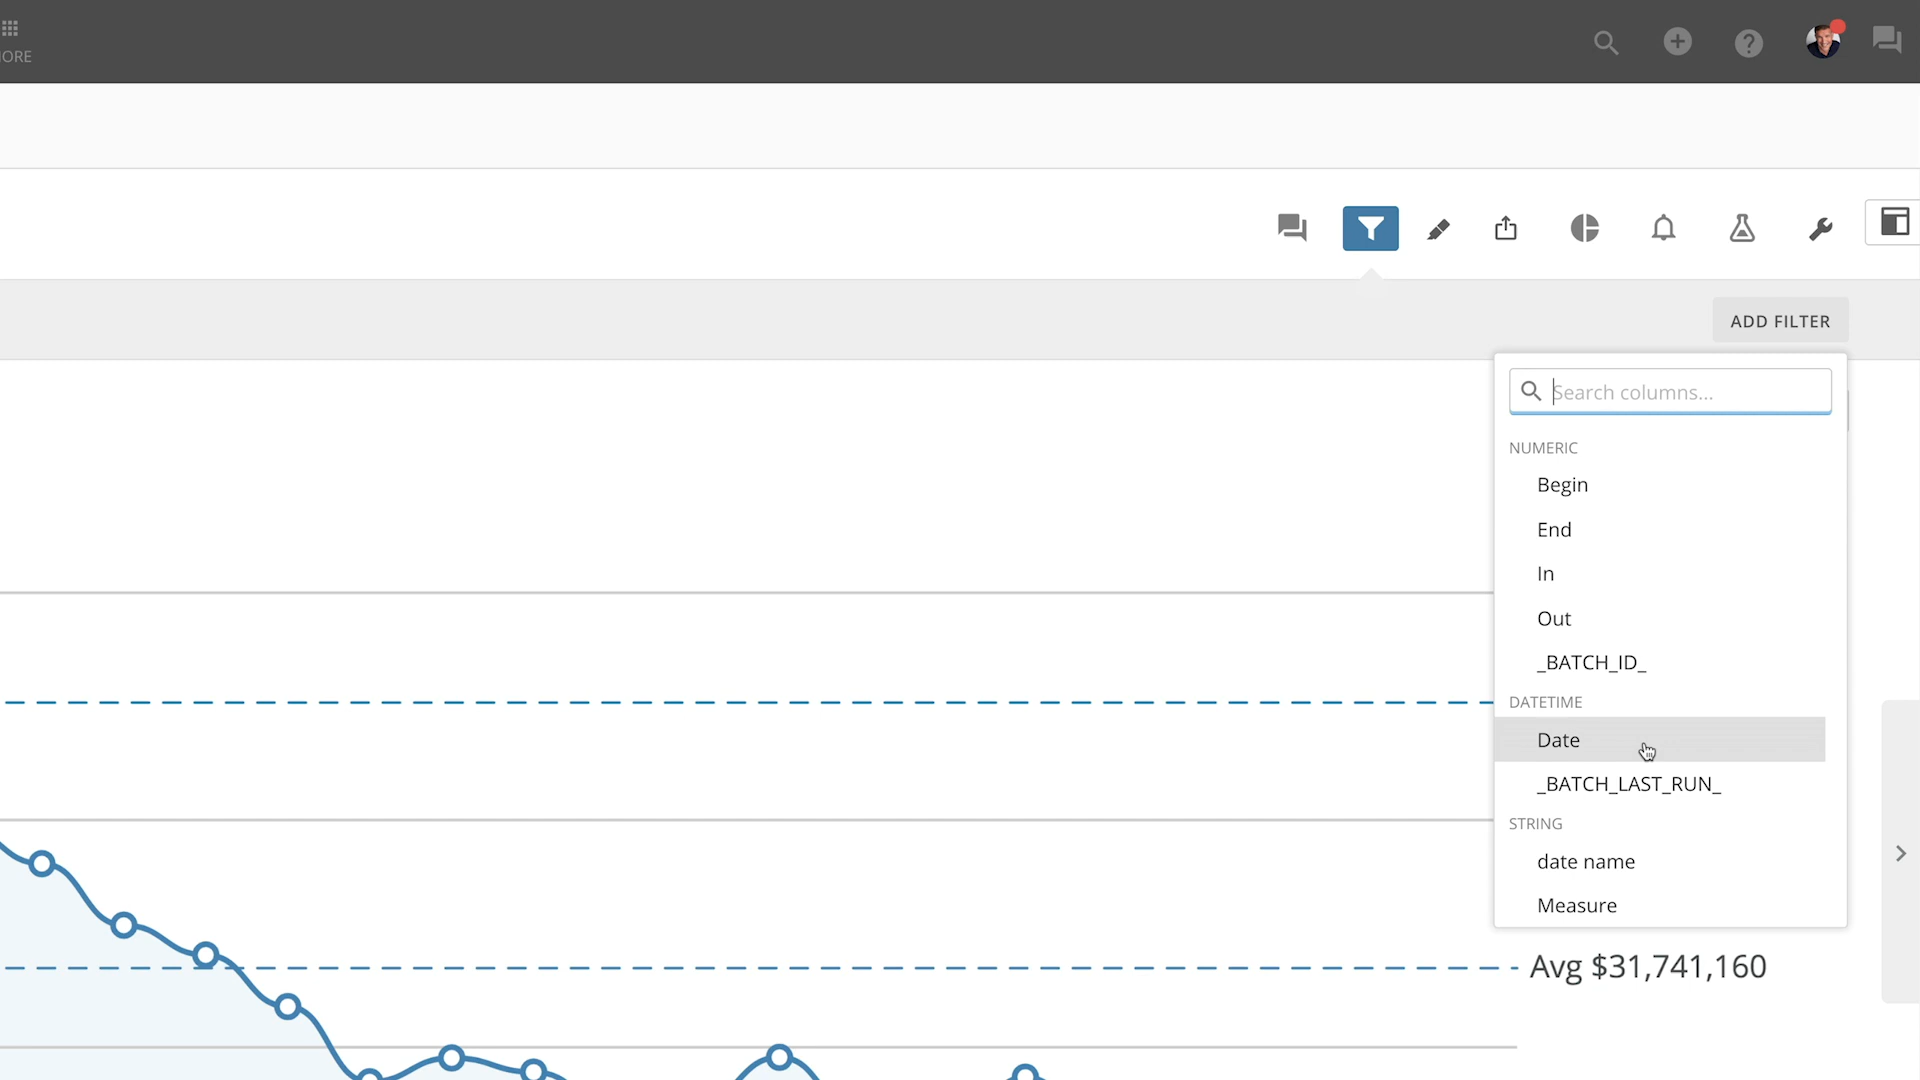 ORE
ADD FILTER
Search columns...
NUMERIC
Begin
End
In
Out
_BATCH_ID_
DATETIME
Date
_BATCH_LAST_RUN_
STRING
date name
Measure
Avg $31,741,160